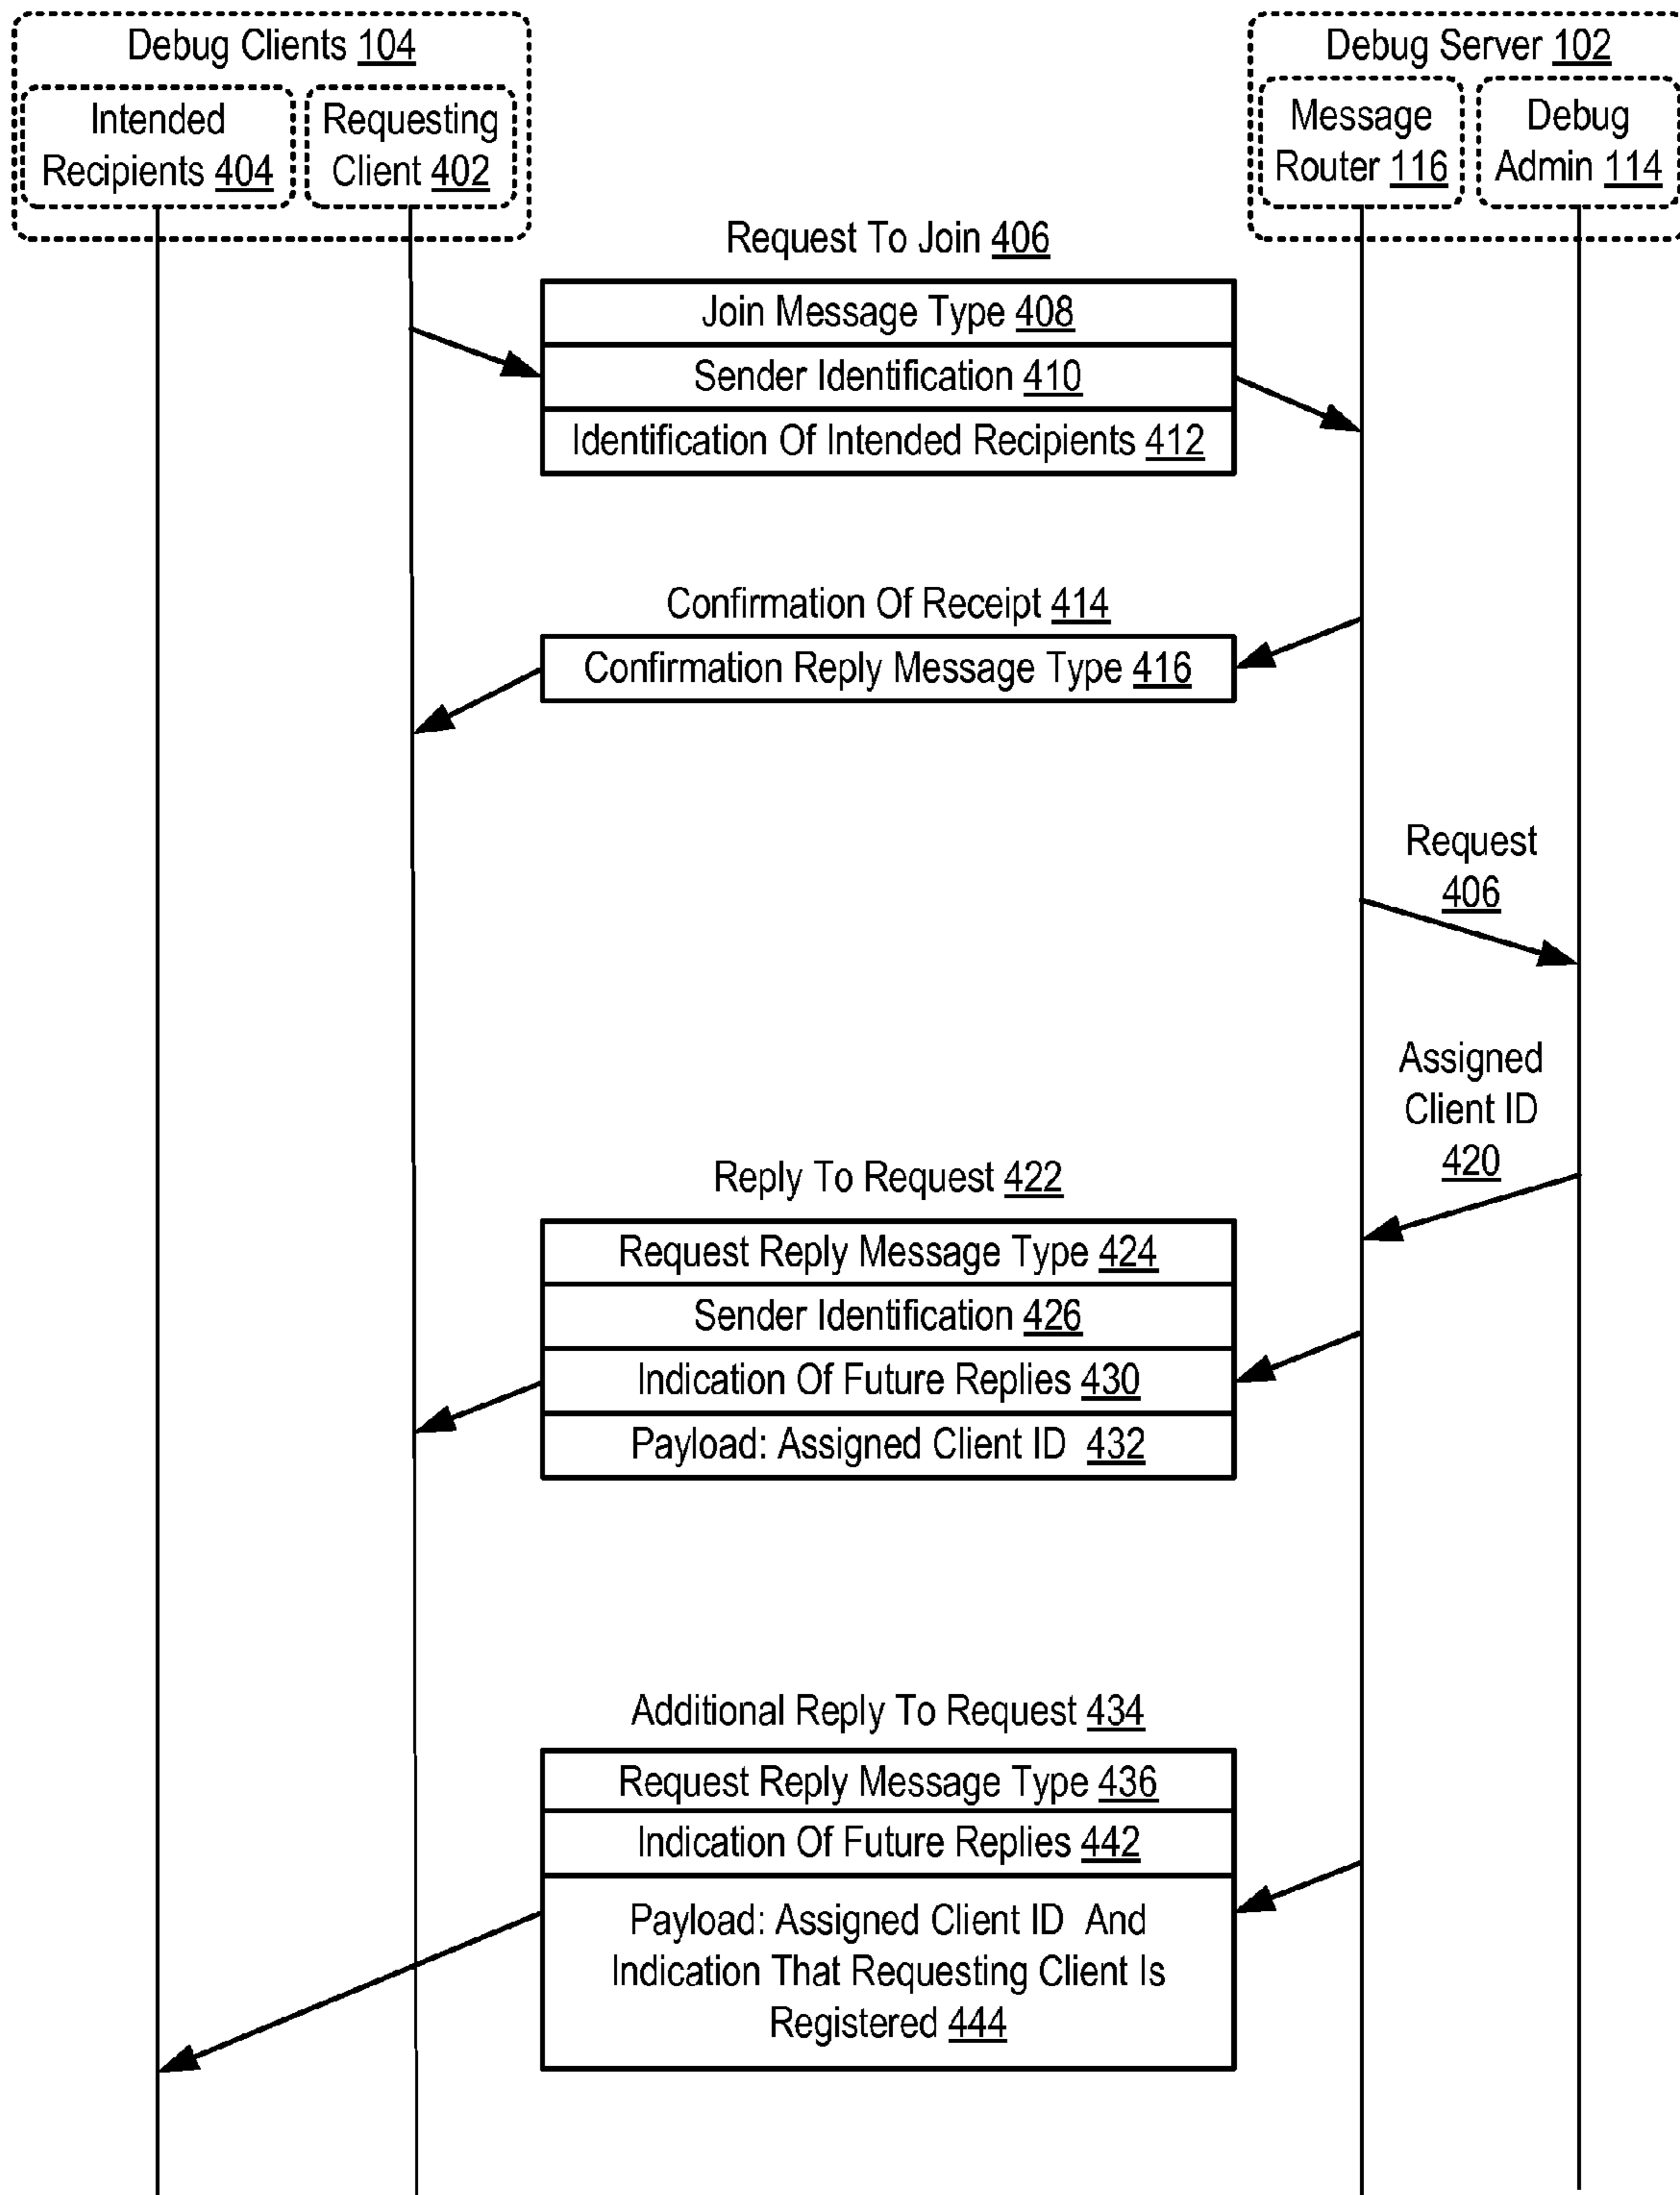 Debug Clients 104
Intended
Recipients 404
Requesting
Client 402
Debug Server 102
Message
Router 116
Debug
Admin 114
Request To Join 406
Join Message Type 408
Sender Identification 410
Identification Of Intended Recipients 412
Confirmation Of Receipt 414
Confirmation Reply Message Type 416
Request
406
Assigned
Client ID
420
Reply To Request 422
Request Reply Message Type 424
Sender Identification 426
Indication Of Future Replies 430
Payload: Assigned Client ID 432
Additional Reply To Request 434
Request Reply Message Type 436
Indication Of Future Replies 442
Payload: Assigned Client ID And
Indication That Requesting Client Is
Registered 444